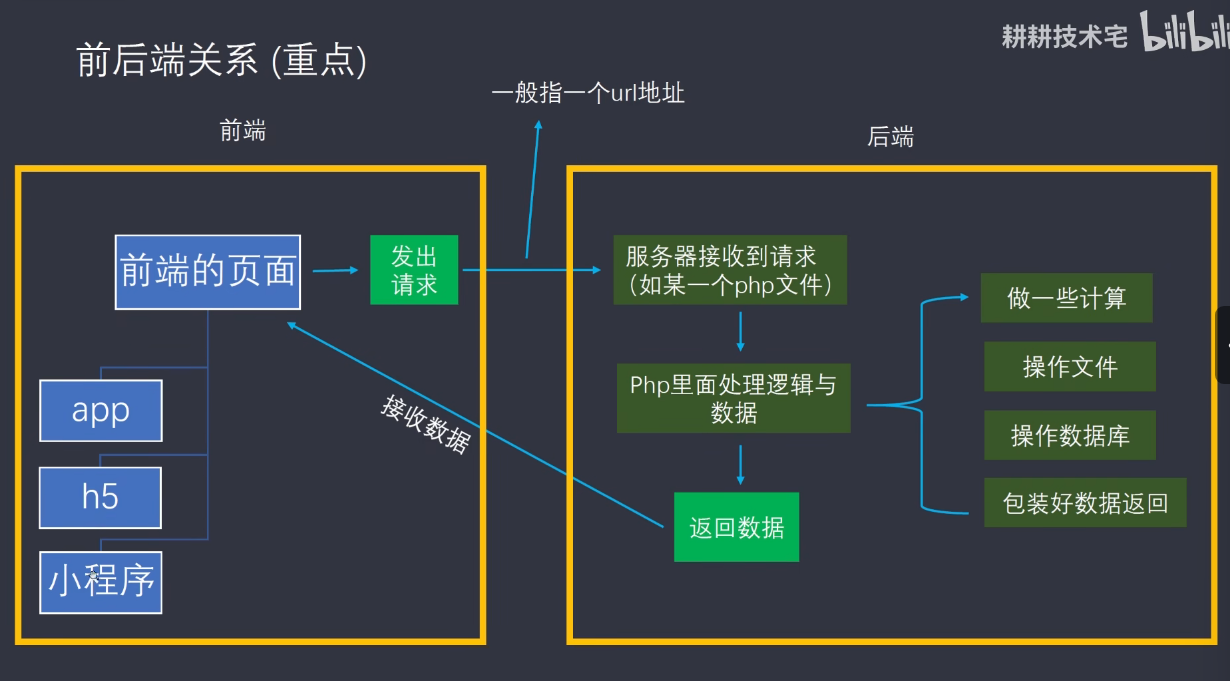 耕耕技术宅 bilibili
前后端关系 (重点)
一般指一个url地址
前端
后端
前端的页面
发出
请求
app
h5
小程序
接收数据
服务器接收到请求
（如某一个php文件）
Php里面处理逻辑与
数据
返回数据
做一些计算
操作文件
操作数据库
包装好数据返回